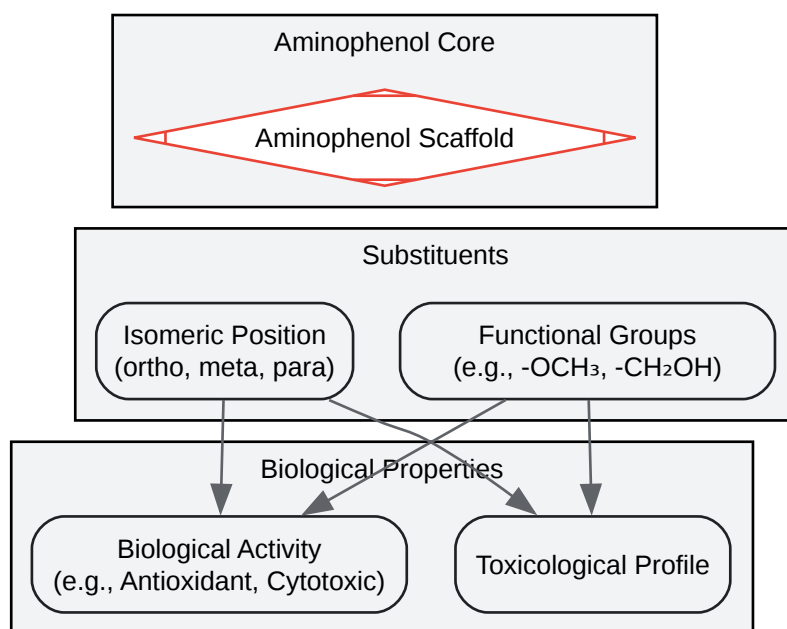 Aminophenol Core
Aminophenol Scaffold
Substituents
Isomeric Position
(ortho, meta, para)
Functional Groups
(e.g., -OCH₃, -CH₂OH)
Biological Properties
Biological Activity
(e.g., Antioxidant, Cytotoxic)
Toxicological Profile